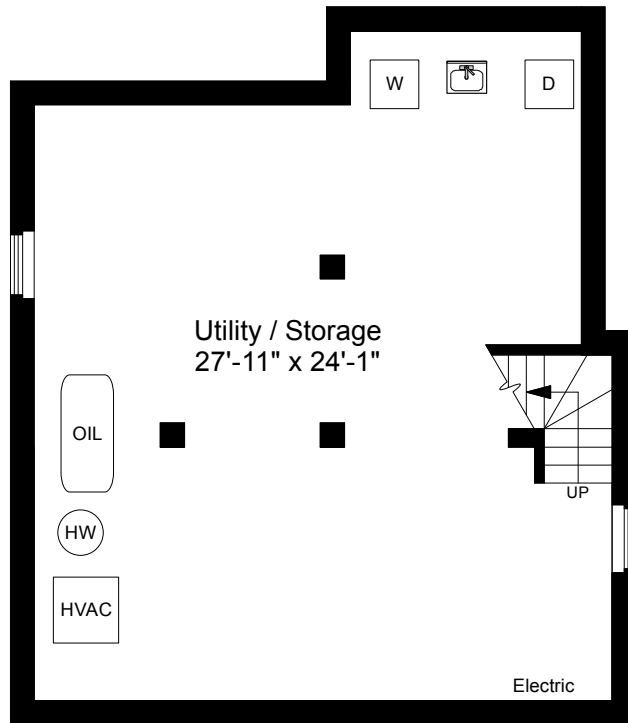 W
D
Utility / Storage
27'-11" x 24'-1"
OIL
UP
HW
HVAC
Electric